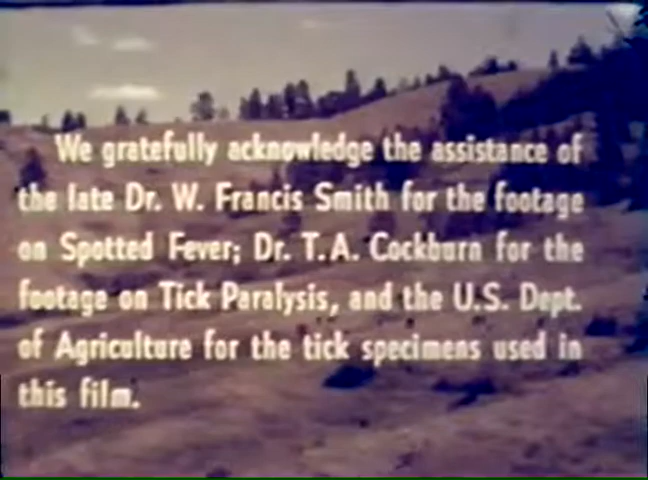 We gratefully acknowledge the assistance of
the late Dr. W. Francis Smith for the footage
on Spotted Fever; Dr. T.A. Cockburn for the
footage on Tick Paralysis, and the U.S. Dept.
of Agriculture for the tick specimens used in
this film.